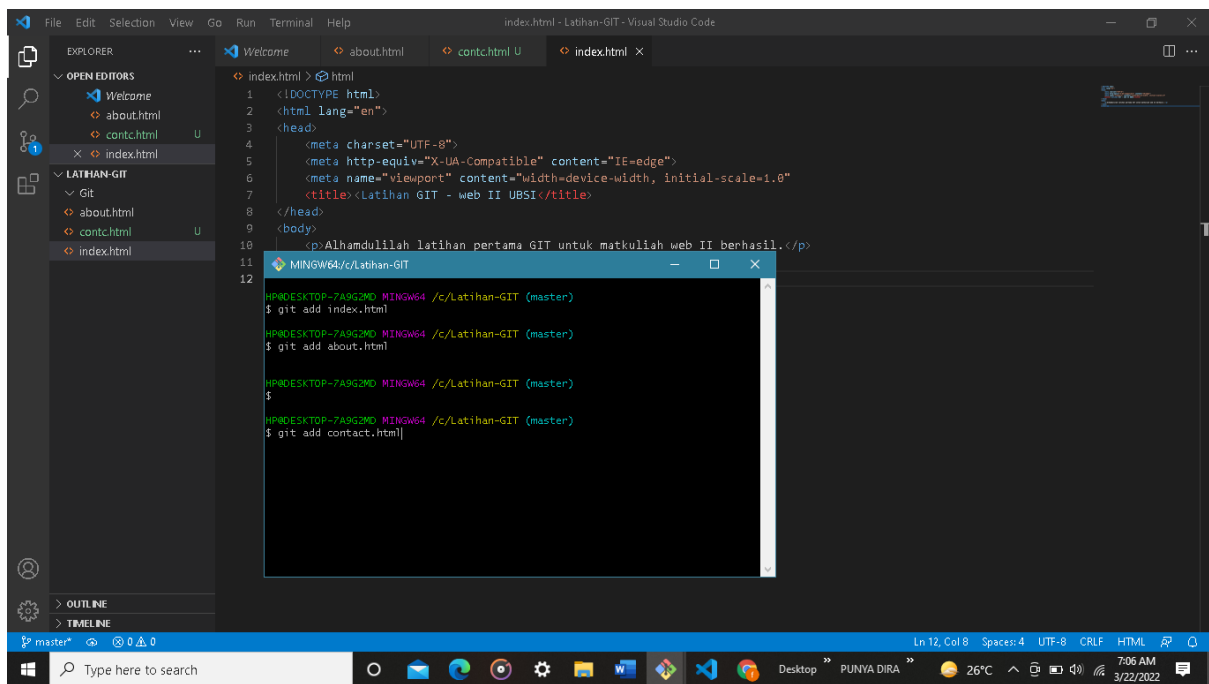 File Edit Selection View Go Run Terminal Help
index.html - Latihan-GIT - Visual Studio Code
EXPLORER
OPEN EDITORS
Welcome
about.html
contc.html U
index.html
LATIHAN-GIT
Git
about.html
contc.html U
index.html
OUTLINE
TIMELINE
Welcome about.html contc.html U index.html
index.html > html
1 <!DOCTYPE html>
2 <html lang="en">
3 <head>
4 <meta charset="UTF-8">
5 <meta http-equiv="X-UA-Compatible" content="IE=edge">
6 <meta name="viewport" content="width=device-width, initial-scale=1.0"
7 <title><Latihan GIT - web II UBSI</title>
8 </head>
9 <body>
10 <p>Alhamdulilah latihan pertama GIT untuk matkuliah web II berhasil.</p>
11
12
MINGW64:/c/Latihan-GIT
HP@DESKTOP-7A9G2MD MINGW64 /c/Latihan-GIT (master)
$ git add index.html
HP@DESKTOP-7A9G2MD MINGW64 /c/Latihan-GIT (master)
$ git add about.html
HP@DESKTOP-7A9G2MD MINGW64 /c/Latihan-GIT (master)
$
HP@DESKTOP-7A9G2MD MINGW64 /c/Latihan-GIT (master)
$ git add contact.html
master* 0 0 Ln 12, Col 8 Spaces: 4 UTF-8 CRLF HTML
Type here to search
Desktop » PUNYA DIRA » 26°C
7:06 AM
3/22/2022